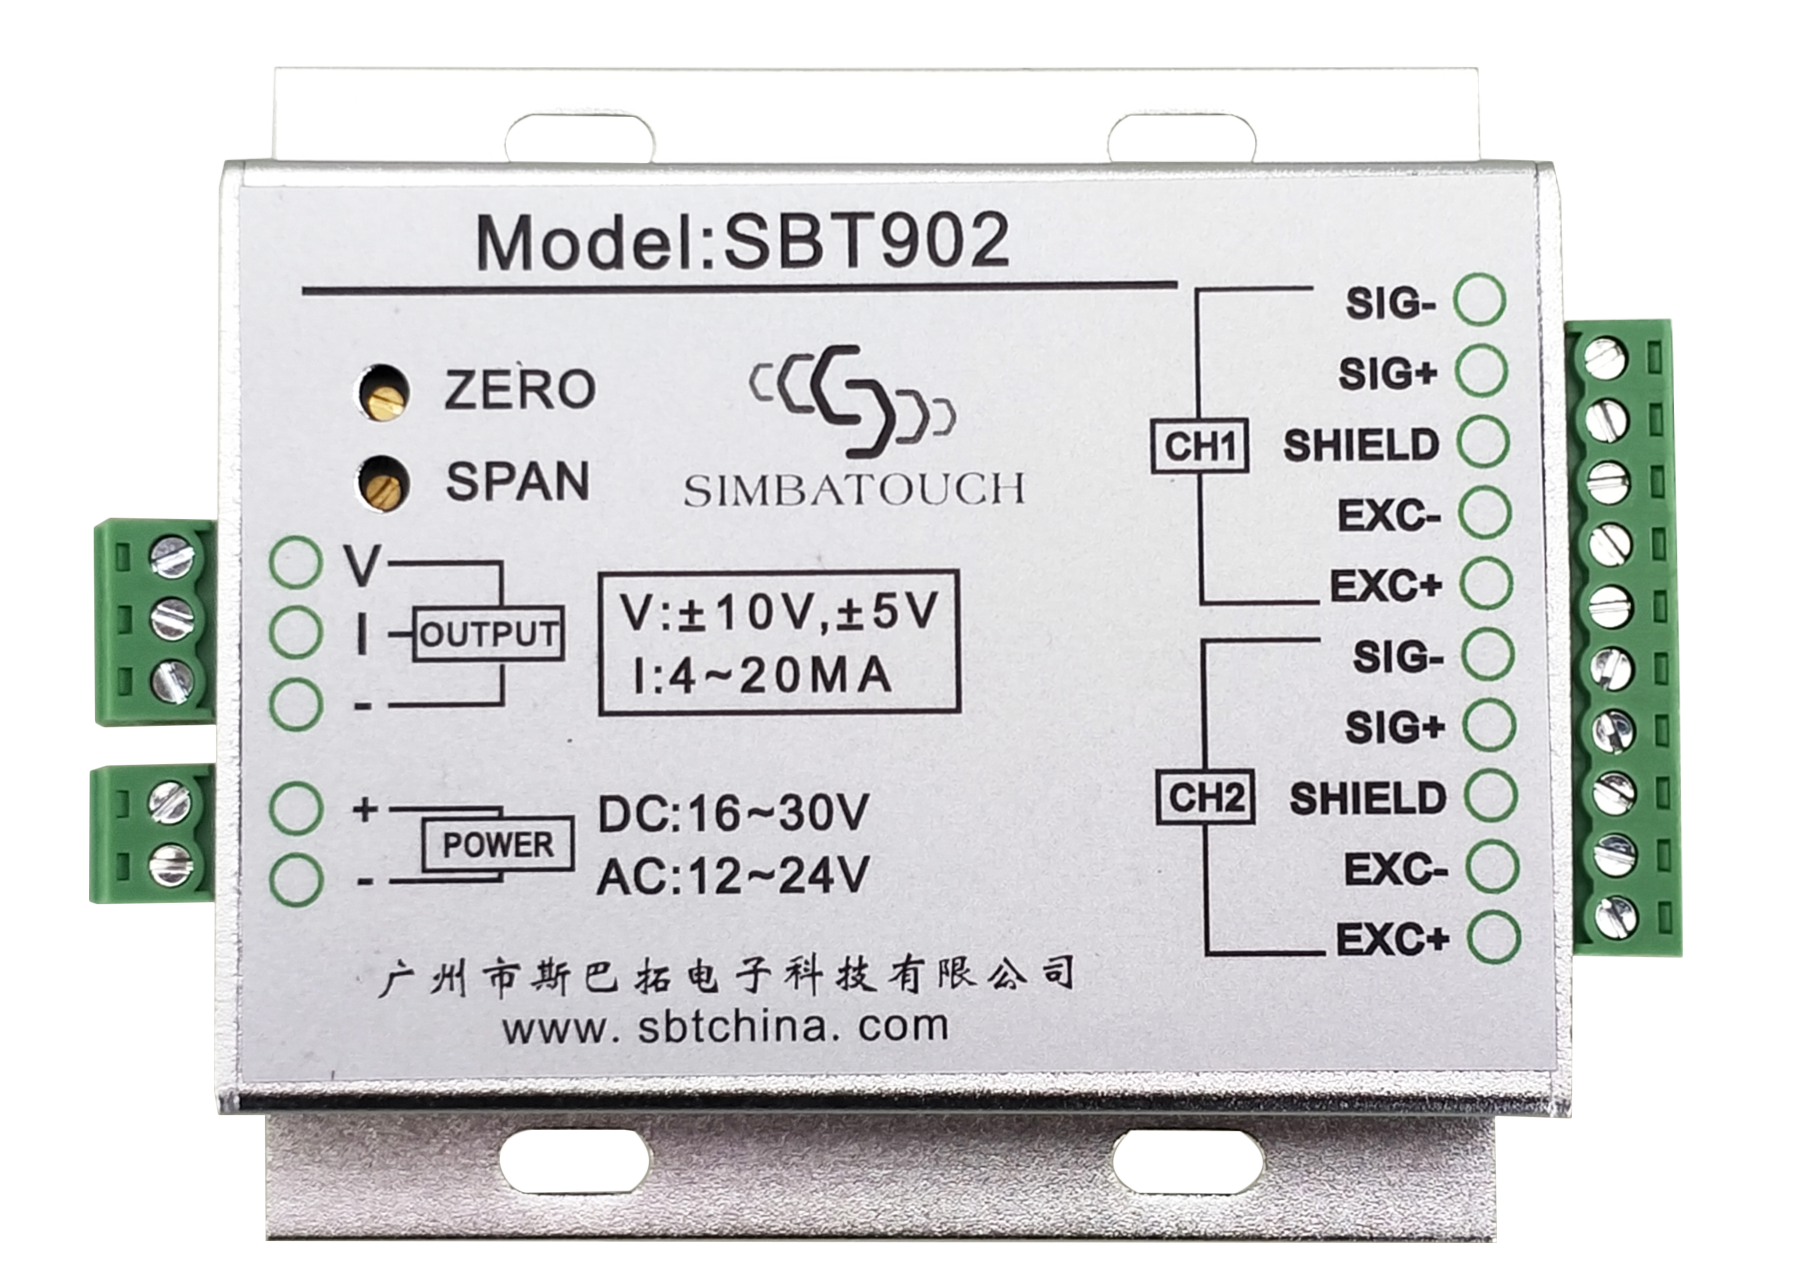 Model:SBT902
ZERO
SPAN
SIMBATOUCH
V
I
-
OUTPUT
V:±10V,±5V
I:4~20MA
+
-
POWER
DC:16~30V
AC:12~24V
CH1
SIG-
SIG+
SHIELD
EXC-
EXC+
CH2
SIG-
SIG+
SHIELD
EXC-
EXC+
广州市斯巴拓电子科技有限公司
www. sbtchina. com